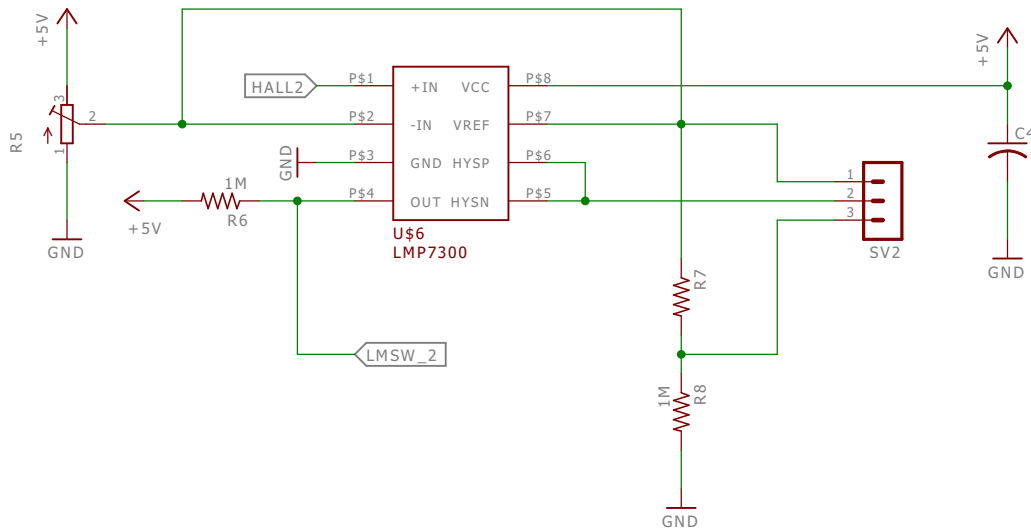 +5V
R5
3
2
1
GND
HALL2
P$1
P$2
P$3
P$4
GND
+IN VCC
-IN VREF
GND HYSP
OUT HYSN
P$8
P$7
P$6
P$5
U$6
LMP7300
1M
R6
+5V
LMSW_2
R7
1M
R8
GND
1
2
3
SV2
+5V
C4
GND